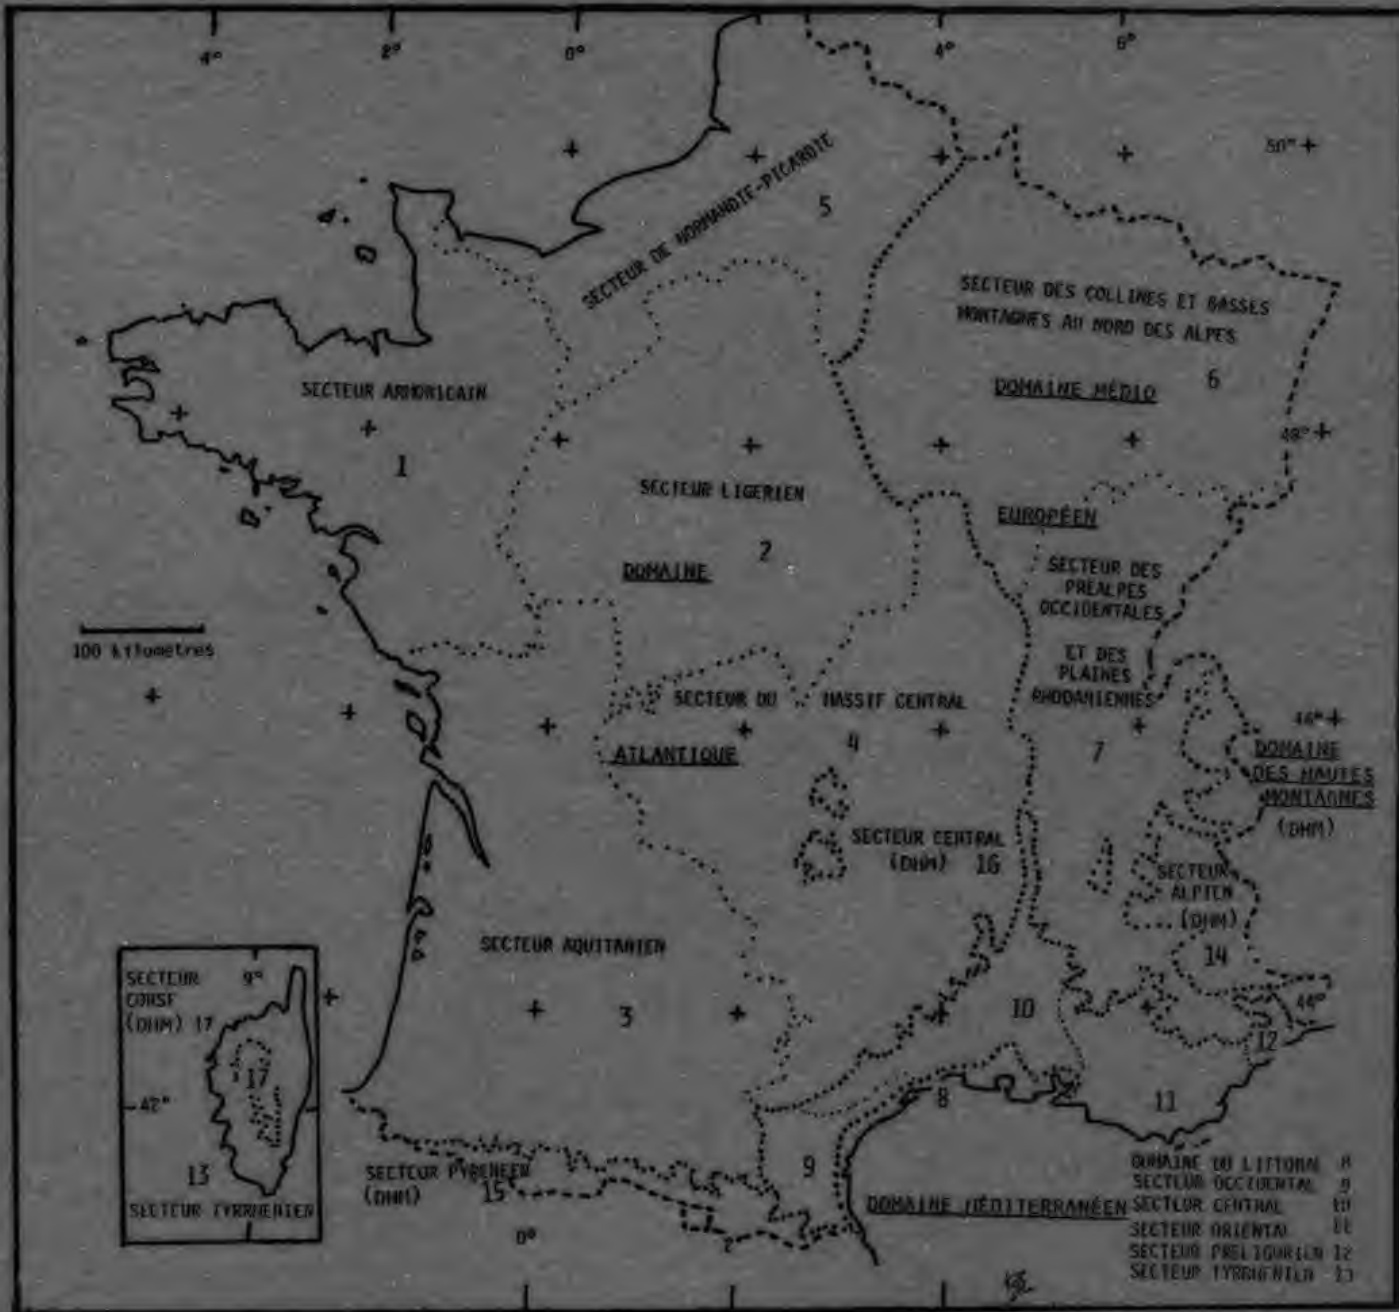 4° 2° 0° 4° 6°
50°
SECTEUR DE NORMANDIE-PICARDIE
5
SECTEUR DES COLLINES ET BASSES
MONTAGNES AU NORD DES ALPES
6
DOMAINE MÉDIO
SECTEUR ARMORICAIN
1
48°
SECTEUR LIGERIEN
2
EUROPÉEN
DOMAINE
SECTEUR DES
PRÉALPES
OCCIDENTALES
100 kilometres
ET DES
PLAINES
RHODANIENNES
SECTEUR DU MASSIF CENTRAL
4
7
46°
ATLANTIQUE
DOMAINE
DES HAUTES
MONTAGNES
(DHM)
SECTEUR CENTRAL
(DHM) 16
SECTEUR
ALPIEN
(DHM)
14
SECTEUR AQUITANIEN
3
10
44°
12
SECTEUR
CORSE
(DHM) 17
9°
17
42°
13
SECTEUR TYRRHENIEN
8
11
9
SECTEUR PYRENEEN
(DHM) 15
0°
2
DOMAINE MÉDITERRANÉEN
DOMAINE DU LITTORAL 8
SECTEUR OCCIDENTAL 9
SECTEUR CENTRAL 10
SECTEUR ORIENTAL 11
SECTEUR PRELIGURIEN 12
SECTEUR TYRRHENIEN 13